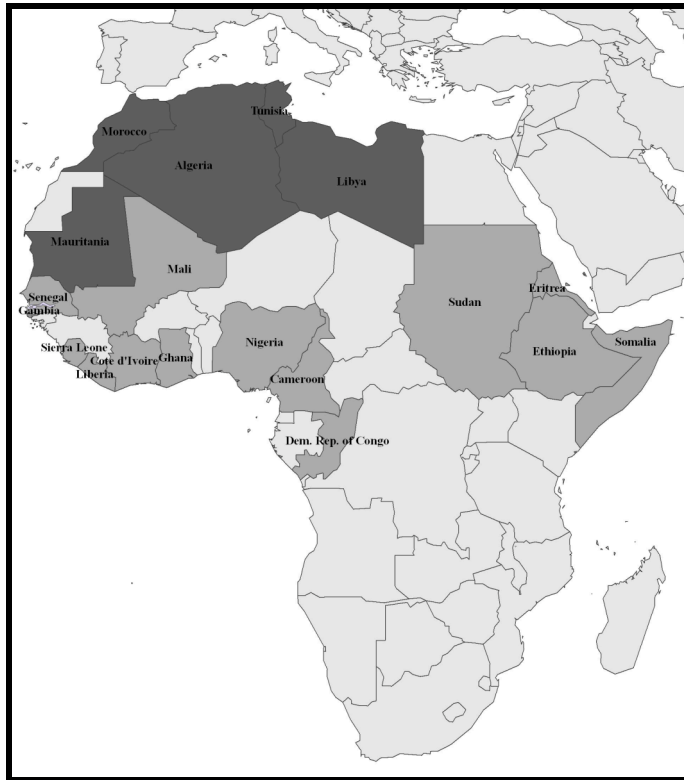 Tunisia
Morocco
Algeria
Libya
Mauritania
Mali
Senegal
Eritrea
Gambia
Sudan
Nigeria
Somalia
Sierra Leone
Ethiopia
Cote d'Ivoire
Ghana
Liberia
Cameroon
Dem. Rep. of Congo